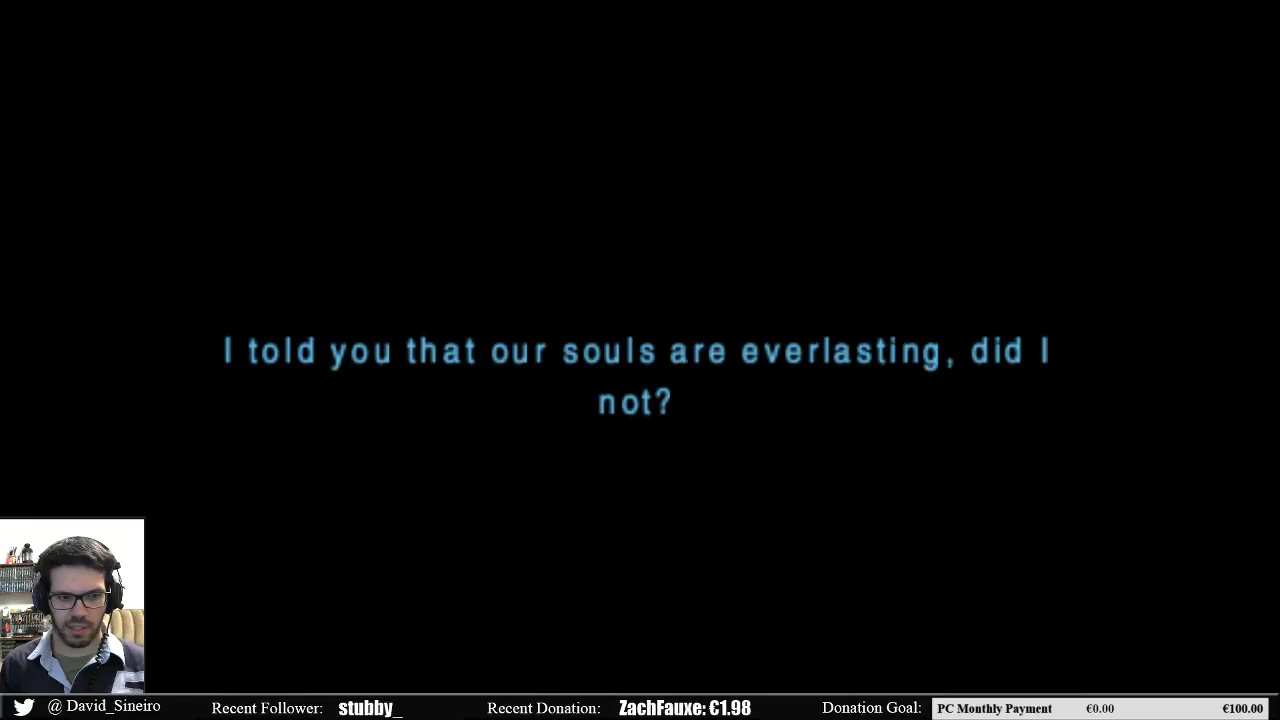 I told you that our souls are everlasting, did I
not?
@ David_Sineiro
Recent Follower:
stubby_
Recent Donation:
ZachFauxe: €1.98
Donation Goal:
PC Monthly Payment
€0.00
€100.00